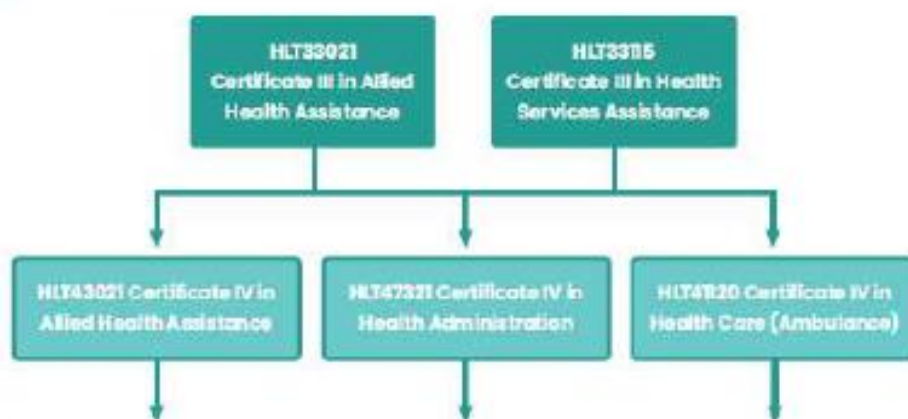 HLT33021
Certificate III in Allied
Health Assistance
HLT33115
Certificate III in Health
Services Assistance
HLT43021 Certificate IV in
Allied Health Assistance
HLT47321 Certificate IV in
Health Administration
HLT41120 Certificate IV in
Health Care (Ambulance)